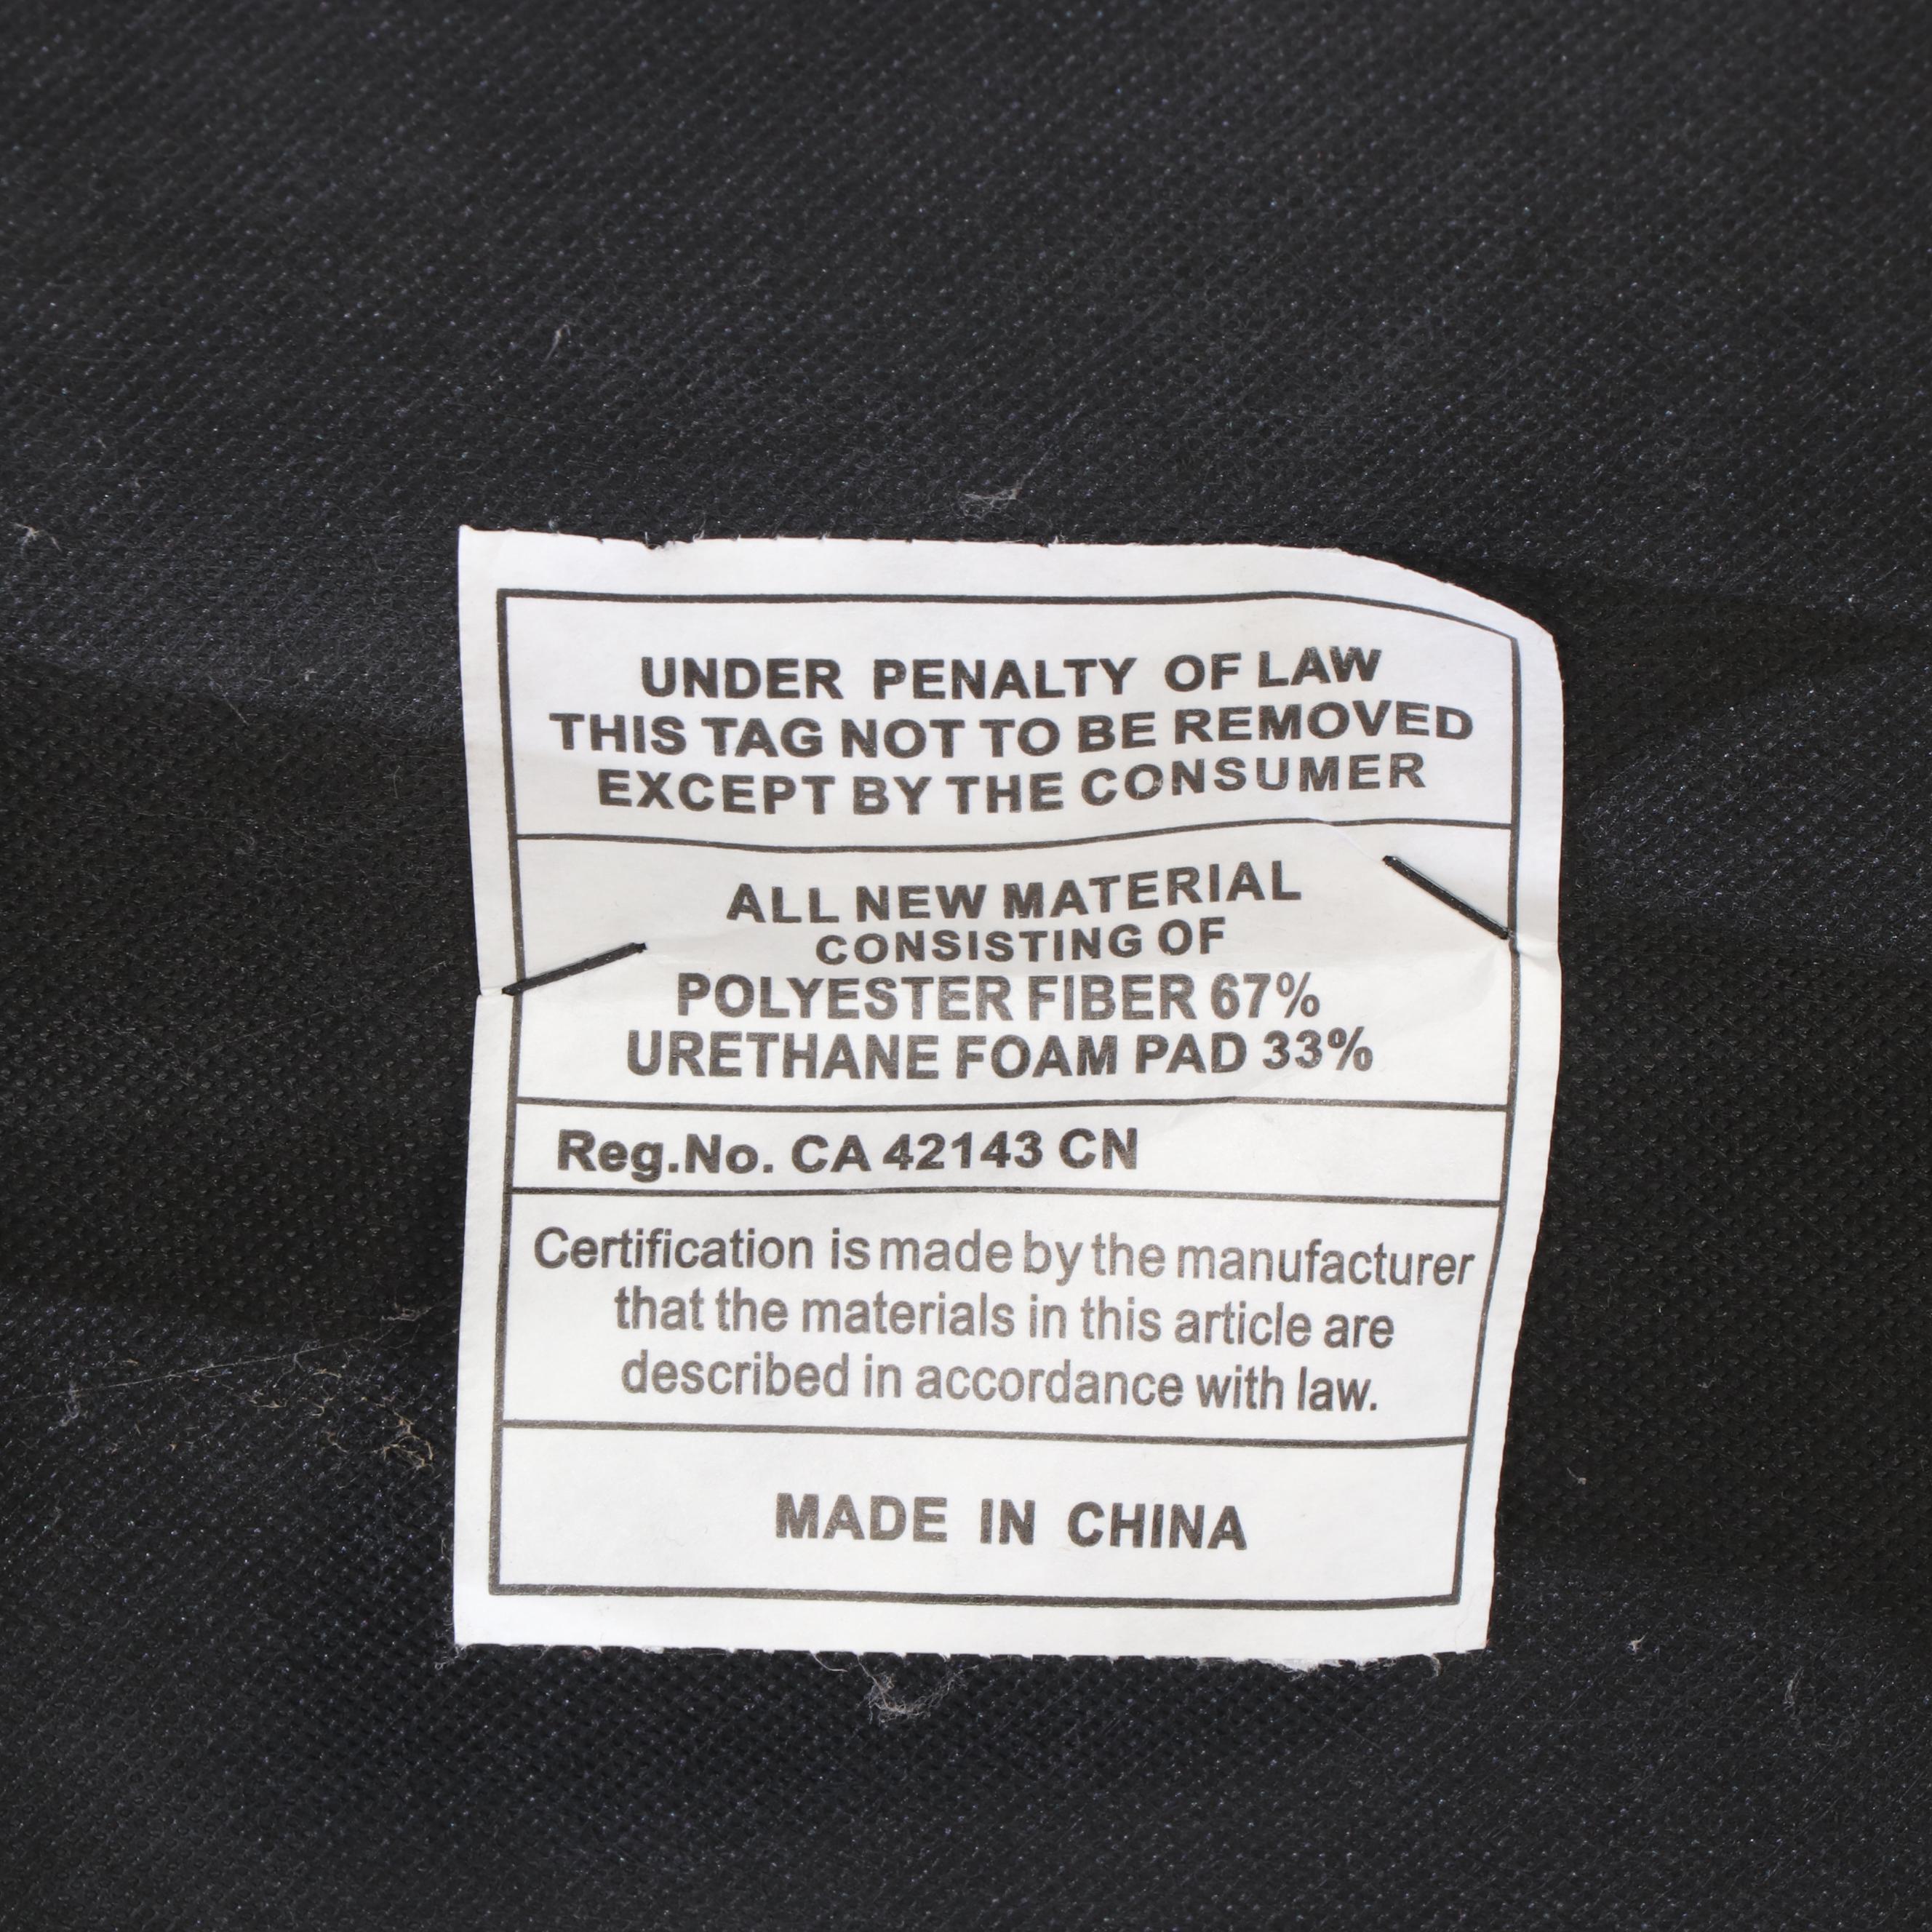 UNDER PENALTY OF LAW
THIS TAG NOT TO BE REMOVED
EXCEPT BY THE CONSUMER
ALL NEW MATERIAL
CONSISTING OF
POLYESTER FIBER 67%
URETHANE FOAM PAD 33%
Reg.No. CA 42143 CN
Certification is made by the manufacturer
that the materials in this article are
described in accordance with law.
MADE IN CHINA